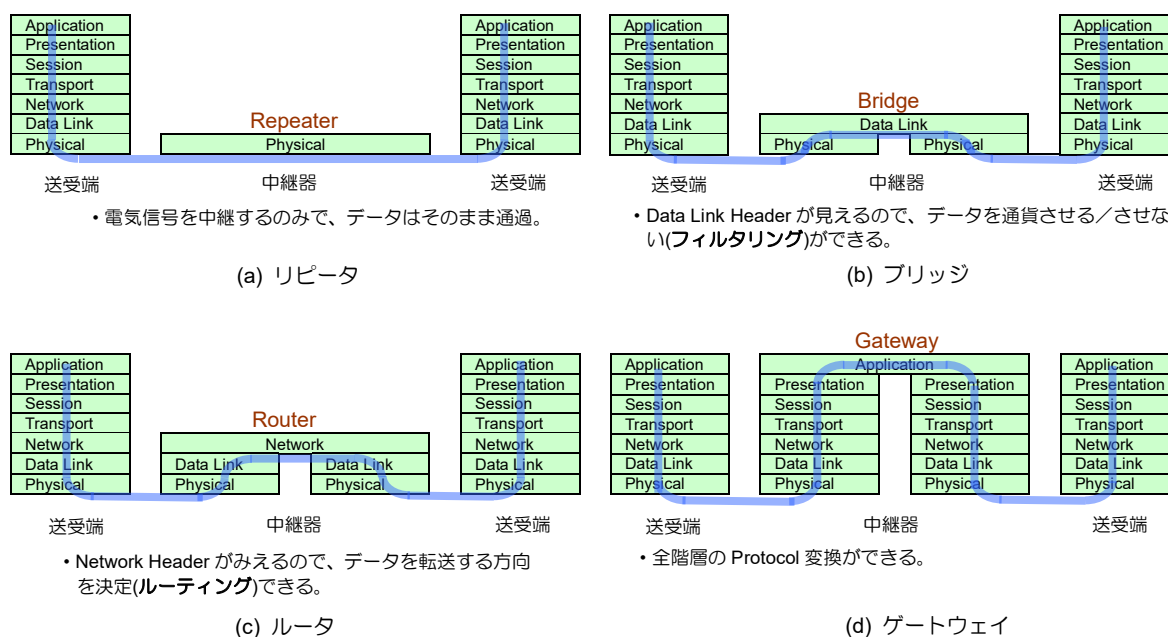 Application
Presentation
Session
Transport
Network
Data Link
Physical
Repeater
Physical
Application
Presentation
Session
Transport
Network
Data Link
Physical
送受端
中継器
送受端
・電気信号を中継するのみで、データはそのまま通過。
(a) リピータ
Application
Presentation
Session
Transport
Network
Data Link
Physical
Bridge
Data Link
Physical
Physical
Application
Presentation
Session
Transport
Network
Data Link
Physical
送受端
中継器
送受端
・Data Link Header が見えるので、データを通貨させる／させな
い(フィルタリング)ができる。
(b) ブリッジ
Application
Presentation
Session
Transport
Network
Data Link
Physical
Router
Network
Data Link
Data Link
Physical
Physical
Application
Presentation
Session
Transport
Network
Data Link
Physical
送受端
中継器
送受端
・Network Header がみえるので、データを転送する方向
を決定(ルーティング)できる。
(c) ルータ
Application
Presentation
Session
Transport
Network
Data Link
Physical
Gateway
Application
Presentation
Session
Transport
Network
Data Link
Physical
Presentation
Session
Transport
Network
Data Link
Physical
Application
Presentation
Session
Transport
Network
Data Link
Physical
送受端
中継器
送受端
・全階層の Protocol 変換ができる。
(d) ゲートウェイ